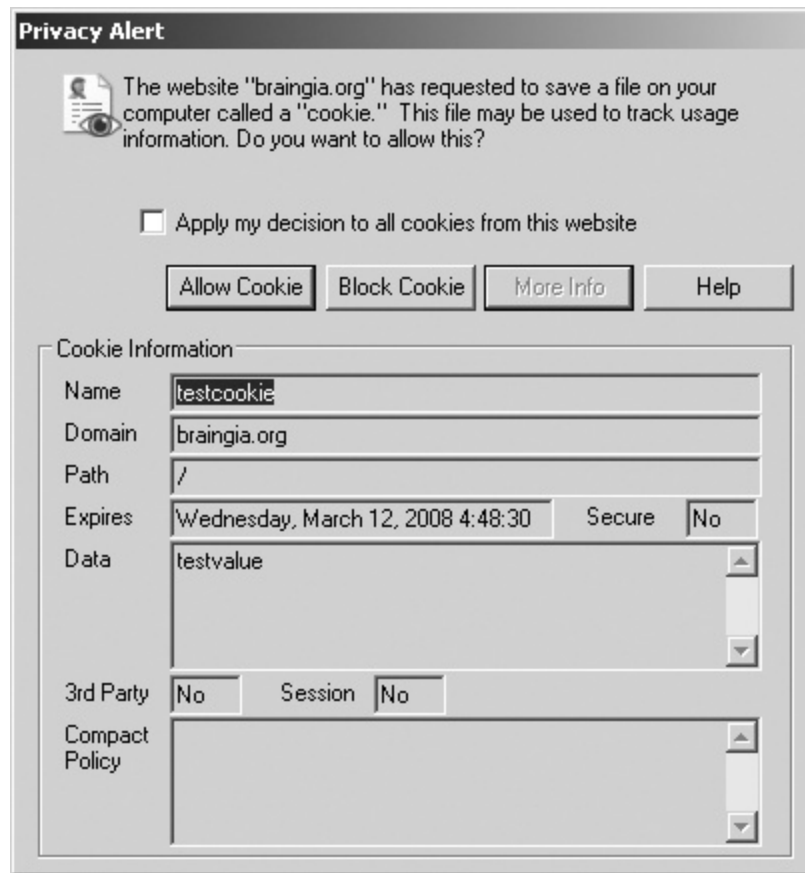 Privacy Alert
The website "braingia.org" has requested to save a file on your
computer called a "cookie." This file may be used to track usage
information. Do you want to allow this?
Apply my decision to all cookies from this website
Allow Cookie Block Cookie More Info Help
Cookie Information
Name testcookie
Domain braingia.org
Path /
Expires Wednesday, March 12, 2008 4:48:30 Secure No
Data testvalue
3rd Party No Session No
Compact
Policy